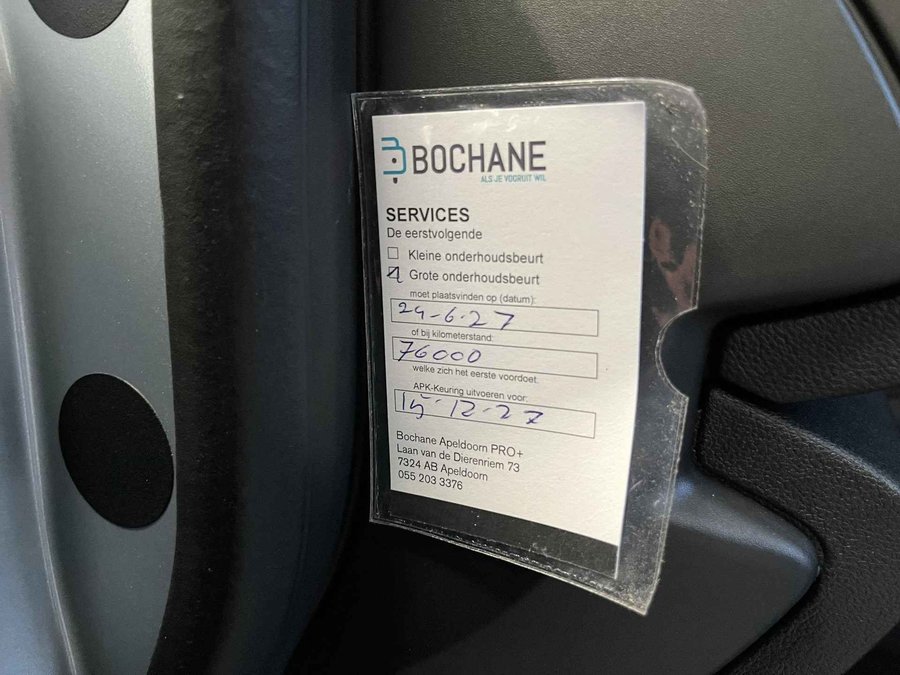 BOCHANE
ALS JE VOORUIT WIL
SERVICES
De eerstvolgende
Kleine onderhoudsbeurt
Grote onderhoudsbeurt
moet plaatsvinden op (datum):
24-6-27
of bij kilometerstand:
76000
welke zich het eerste voordoet.
APK-Keuring uitvoeren voor:
15-12-27
Bochane Apeldoorn PRO+
Laan van de Dierenriem 73
7324 AB Apeldoorn
055 203 3376